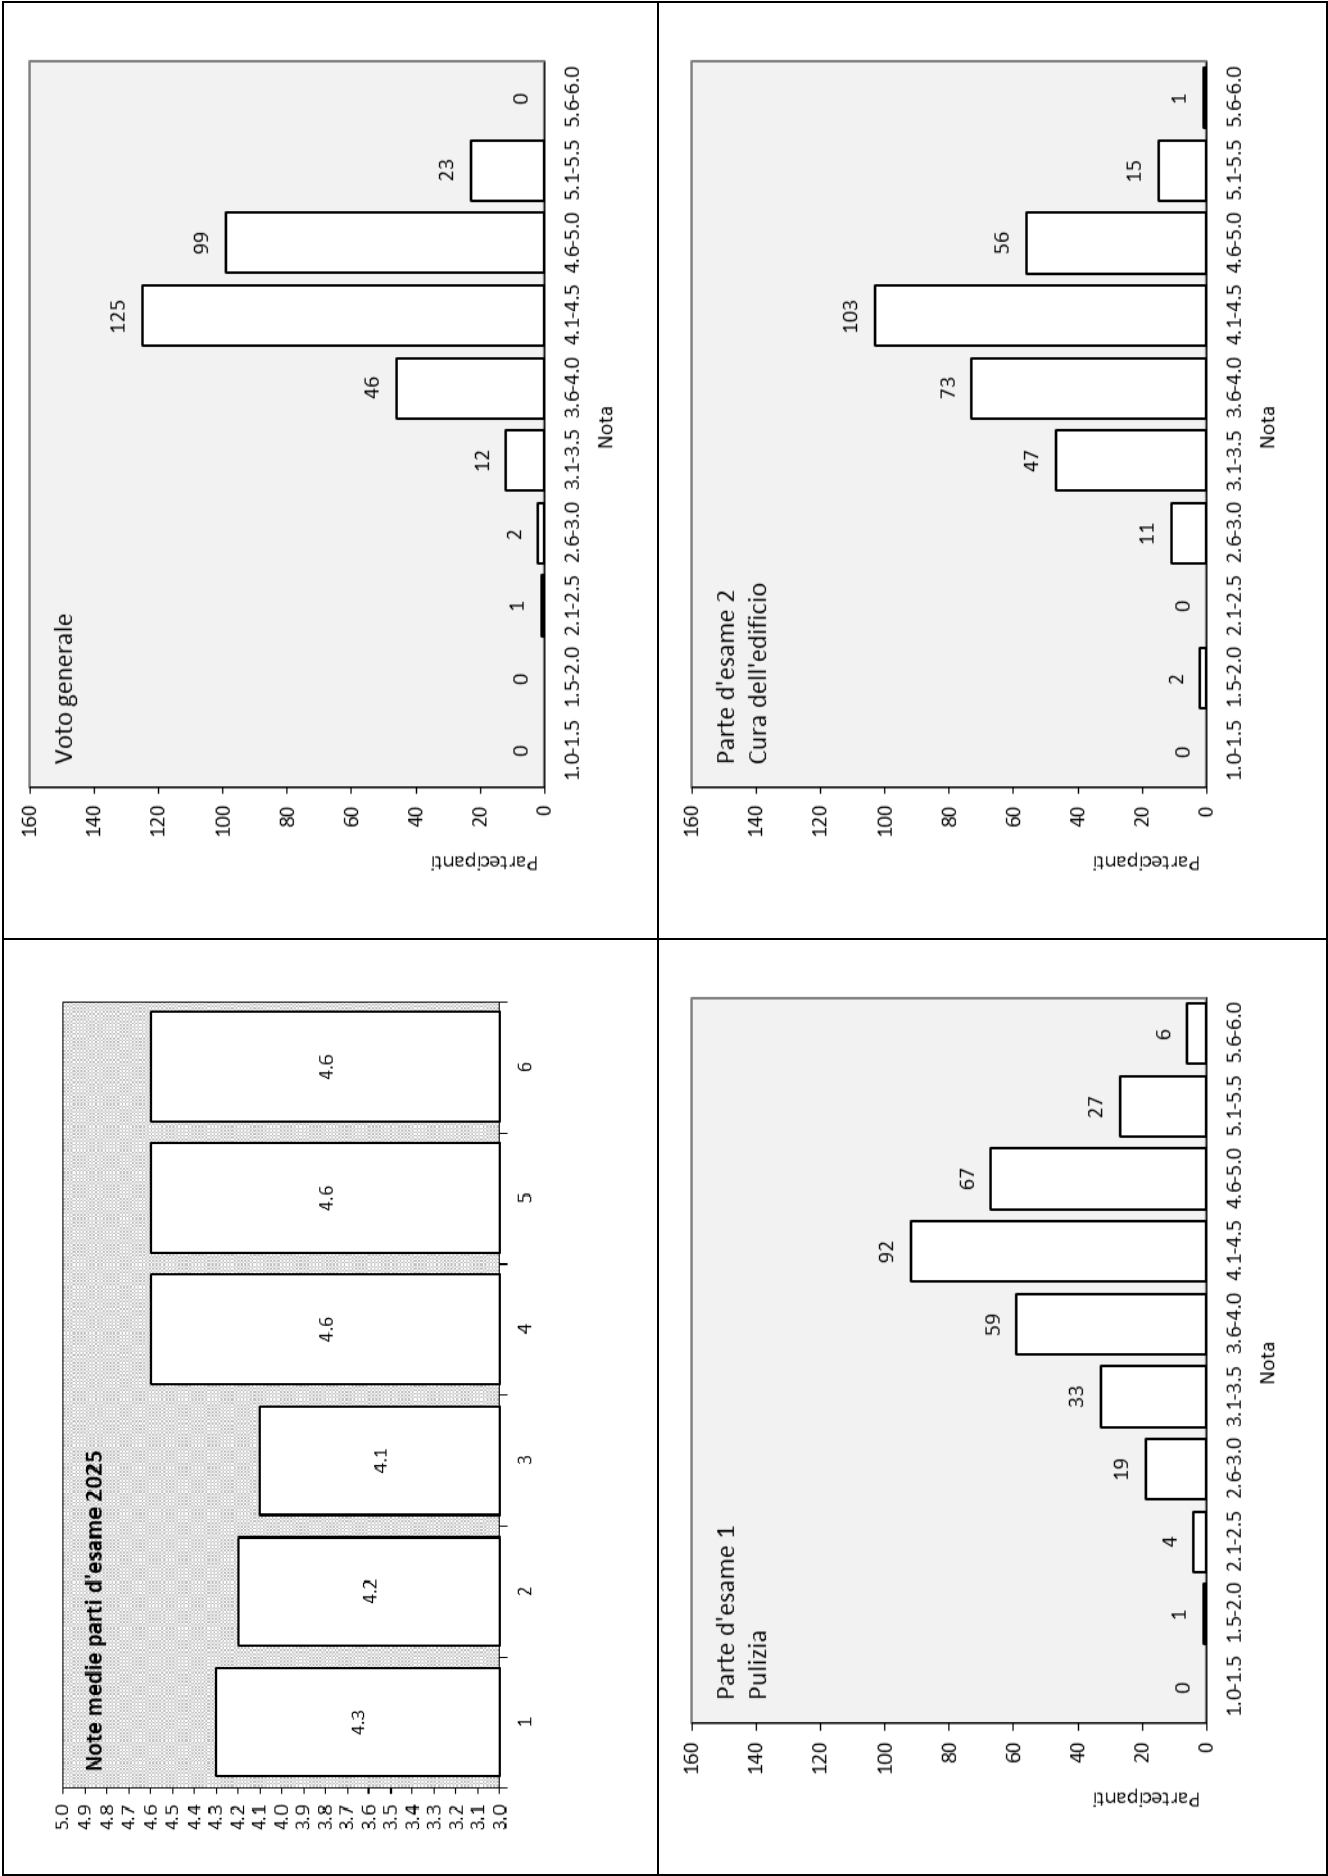 Note medie parti d'esame 2025
5.0
4.9
4.8
4.7
4.6
4.5
4.4
4.3
4.2
4.1
4.0
3.9
3.8
3.7
3.6
3.5
3.4
3.3
3.2
3.1
3.0
4.3 4.2 4.1 4.6 4.6 4.6
1 2 3 4 5 6
Voto generale
Partecipanti
160
140
120
100
80
60
40
20
0
0 0 1 2 12 46 125 99 23 0
1.0-1.5 1.5-2.0 2.1-2.5 2.6-3.0 3.1-3.5 3.6-4.0 4.1-4.5 4.6-5.0 5.1-5.5 5.6-6.0
Nota
Parte d'esame 1
Pulizia
Partecipanti
160
140
120
100
80
60
40
20
0
0 1 4 19 33 59 92 67 27 6
1.0-1.5 1.5-2.0 2.1-2.5 2.6-3.0 3.1-3.5 3.6-4.0 4.1-4.5 4.6-5.0 5.1-5.5 5.6-6.0
Nota
Parte d'esame 2
Cura dell'edificio
Partecipanti
160
140
120
100
80
60
40
20
0
0 2 0 11 47 73 103 56 15 1
1.0-1.5 1.5-2.0 2.1-2.5 2.6-3.0 3.1-3.5 3.6-4.0 4.1-4.5 4.6-5.0 5.1-5.5 5.6-6.0
Nota